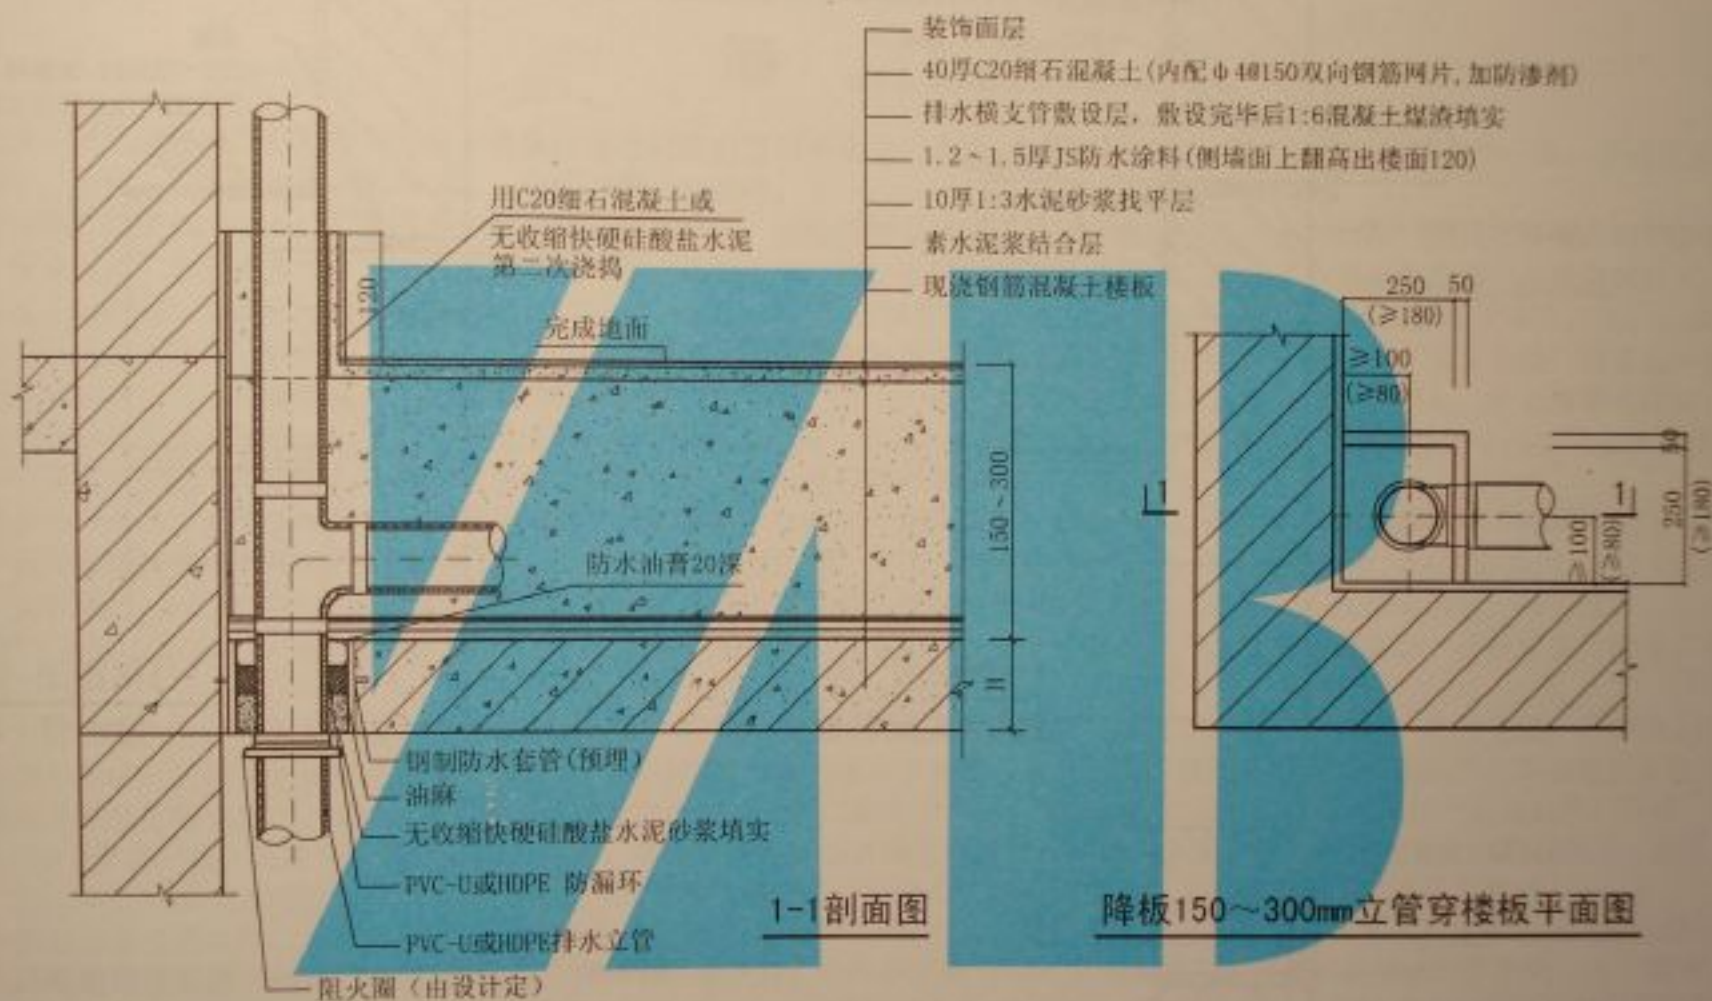 装饰面层
40厚C20细石混凝土(内配φ4@150双向钢筋网片,加防渗剂)
排水横支管敷设层, 敷设完毕后1:6混凝土煤渣填实
1.2~1.5厚JS防水涂料(侧墙面上翻高出楼面120)
10厚1:3水泥砂浆找平层
素水泥浆结合层
现浇钢筋混凝土楼板
用C20细石混凝土或
无收缩快硬硅酸盐水泥
第二次浇捣
120
完成地面
150~300
防水油膏20深
H
钢制防水套管(预埋)
油麻
无收缩快硬硅酸盐水泥砂浆填实
PVC-U或HDPE 防漏环
PVC-U或HDPE排水立管
阻火圈(由设计定)
1-1剖面图
250 50
(≥180)
≥100
(≥80)
1
1
50
250
(≥180)
≥100
(≥80)
降板150~300mm立管穿楼板平面图